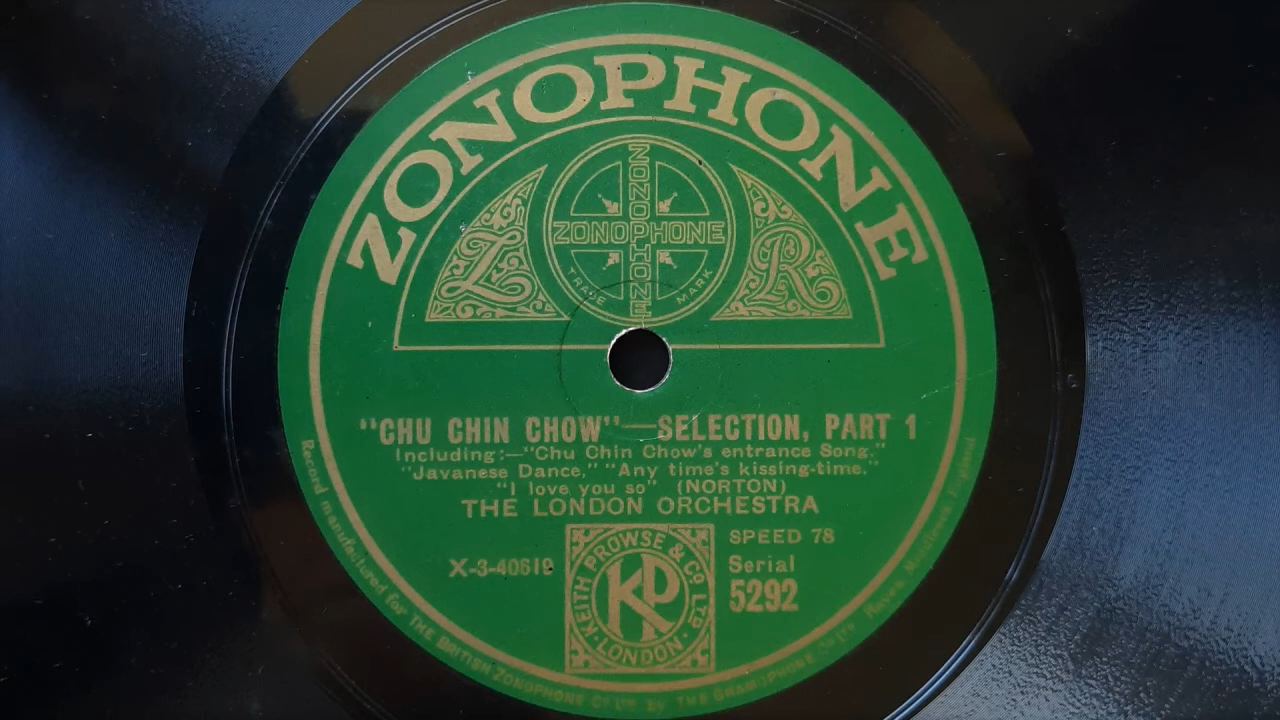 ZONOPHONE
ZONOPHONE
ZONOPHONE
TRADE MARK
Z R
"CHU CHIN CHOW"—SELECTION, PART 1
Including:—"Chu Chin Chow's entrance Song."
"Javanese Dance," "Any time's kissing-time."
"I love you so" (NORTON)
THE LONDON ORCHESTRA
SPEED 78
X-3-40619
Serial
5292
KEITH PROWSE & Co LTD
KP
LONDON
Record manufactured for THE BRITISH ZONOPHONE Co Ltd by THE GRAMOPHONE Co Ltd Hayes, Middlesex, England